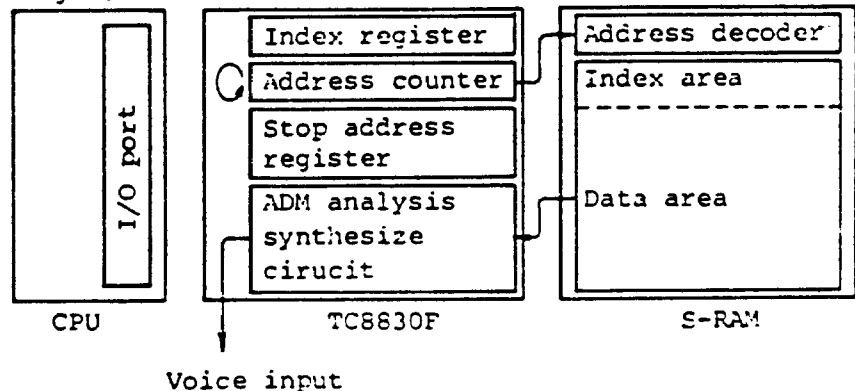 I/O port
CPU
Index register
Address counter
Stop address
register
ADM analysis
synthesize
cirucit
TC8830F
Address decoder
Index area
Data area
S-RAM
Voice input